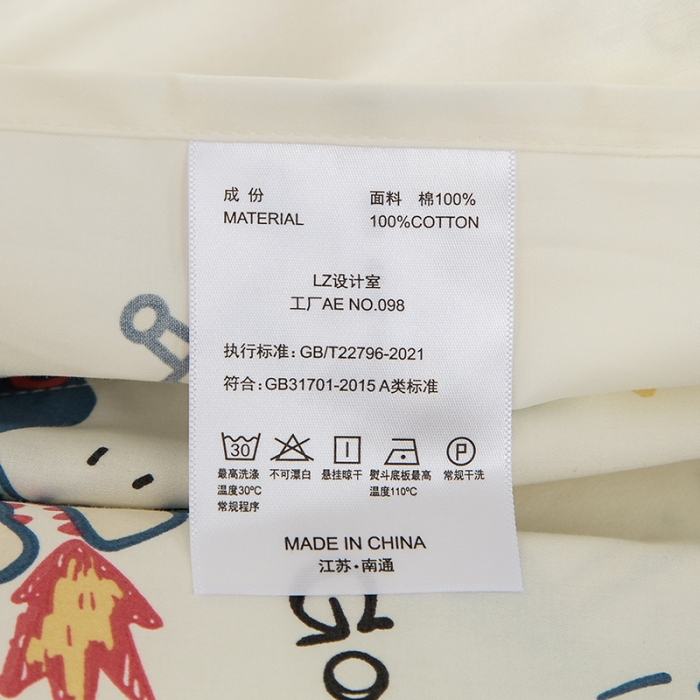 成 份 面料 棉100%
MATERIAL 100%COTTON
LZ设计室
工厂AE NO.098
执行标准: GB/T22796-2021
符合: GB31701-2015 A类标准
30 P
最高洗涤 不可漂白 悬挂晾干 熨斗底板最高 常规干洗
温度30℃ 温度110℃
常规程序
MADE IN CHINA
江苏·南通